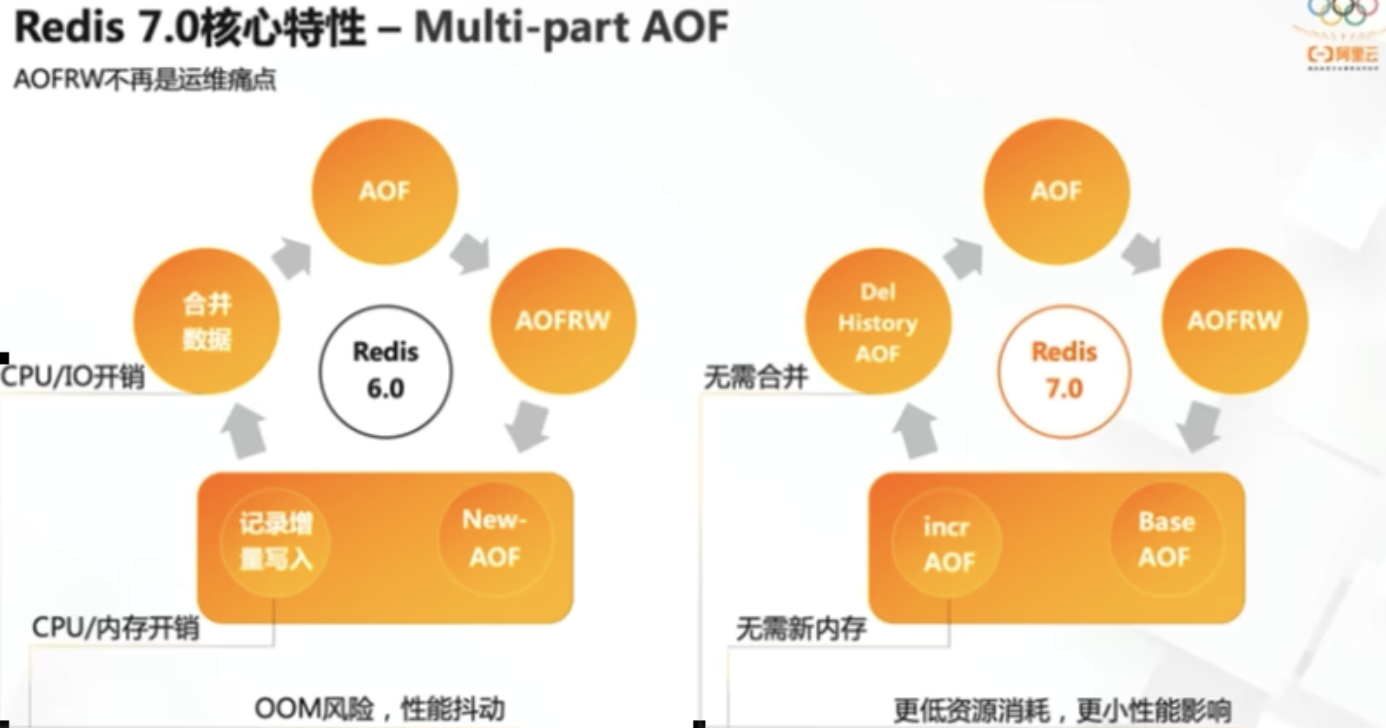 Redis 7.0核心特性 – Multi-part AOF
AOFRW不再是运维痛点
阿里云
AOF
合并
数据
AOFRW
Redis
6.0
CPU/IO开销
记录增
量写入
New-
AOF
CPU/内存开销
OOM风险，性能抖动
AOF
Del
History
AOF
AOFRW
Redis
7.0
无需合并
incr
AOF
Base
AOF
无需新内存
更低资源消耗，更小性能影响